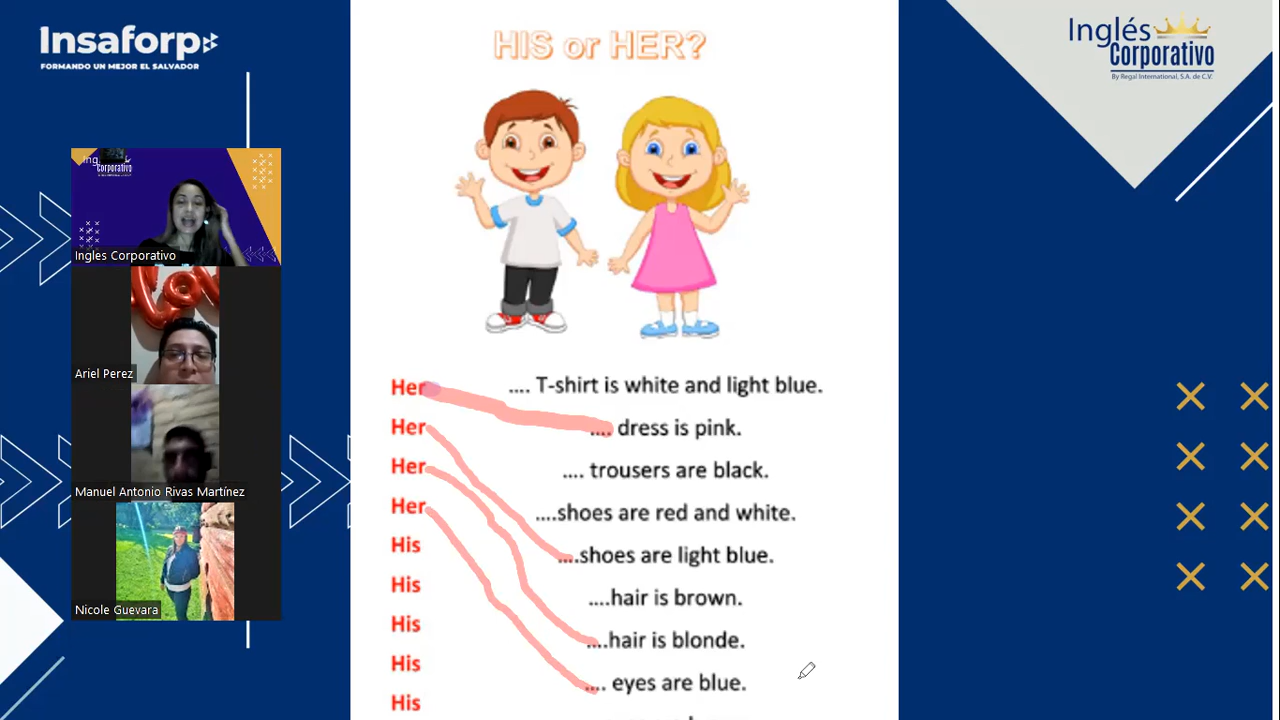 Insaforp
FORMANDO UN MEJOR EL SALVADOR
HIS or HER?
Inglés
Corporativo
By Regal International, S.A. de C.V.
Corporativo
Ingles Corporativo
Ariel Perez
Manuel Antonio Rivas Martínez
Nicole Guevara
Her
Her
Her
Her
His
His
His
His
His
.... T-shirt is white and light blue.
.... dress is pink.
.... trousers are black.
....shoes are red and white.
....shoes are light blue.
....hair is brown.
....hair is blonde.
.... eyes are blue.